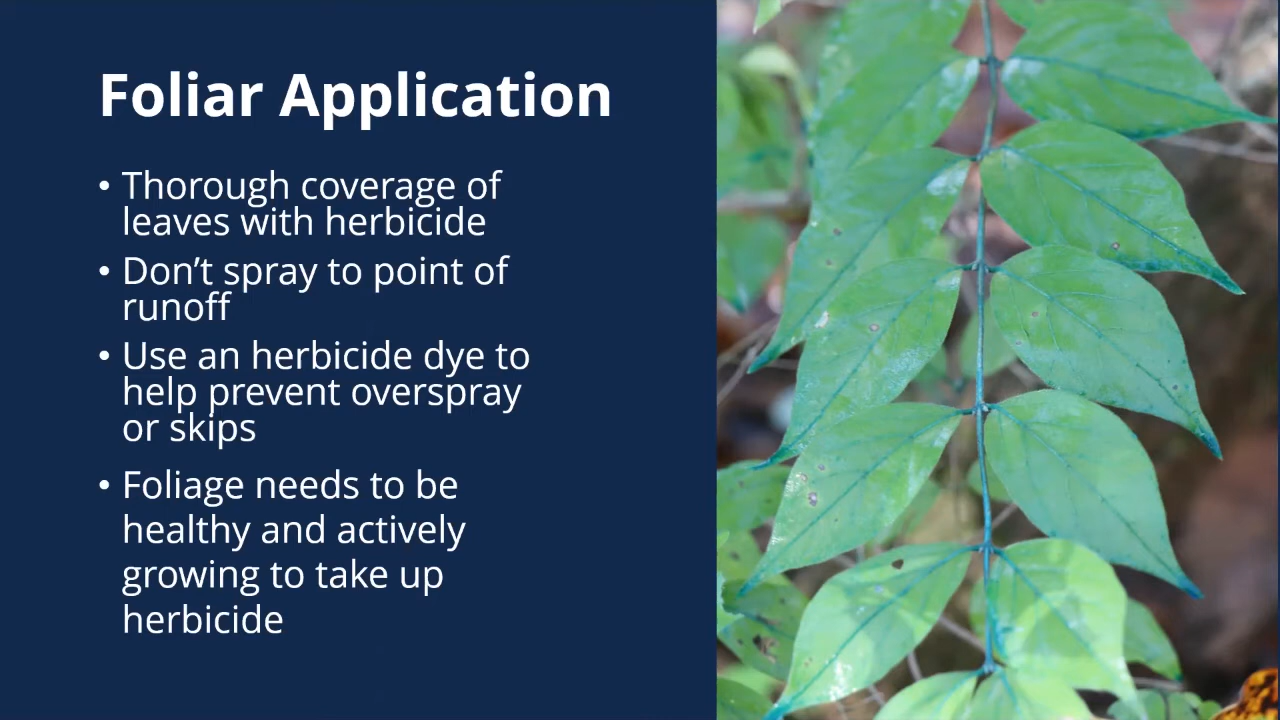 Foliar Application
• Thorough coverage of
leaves with herbicide
• Don’t spray to point of
runoff
• Use an herbicide dye to
help prevent overspray
or skips
• Foliage needs to be
healthy and actively
growing to take up
herbicide